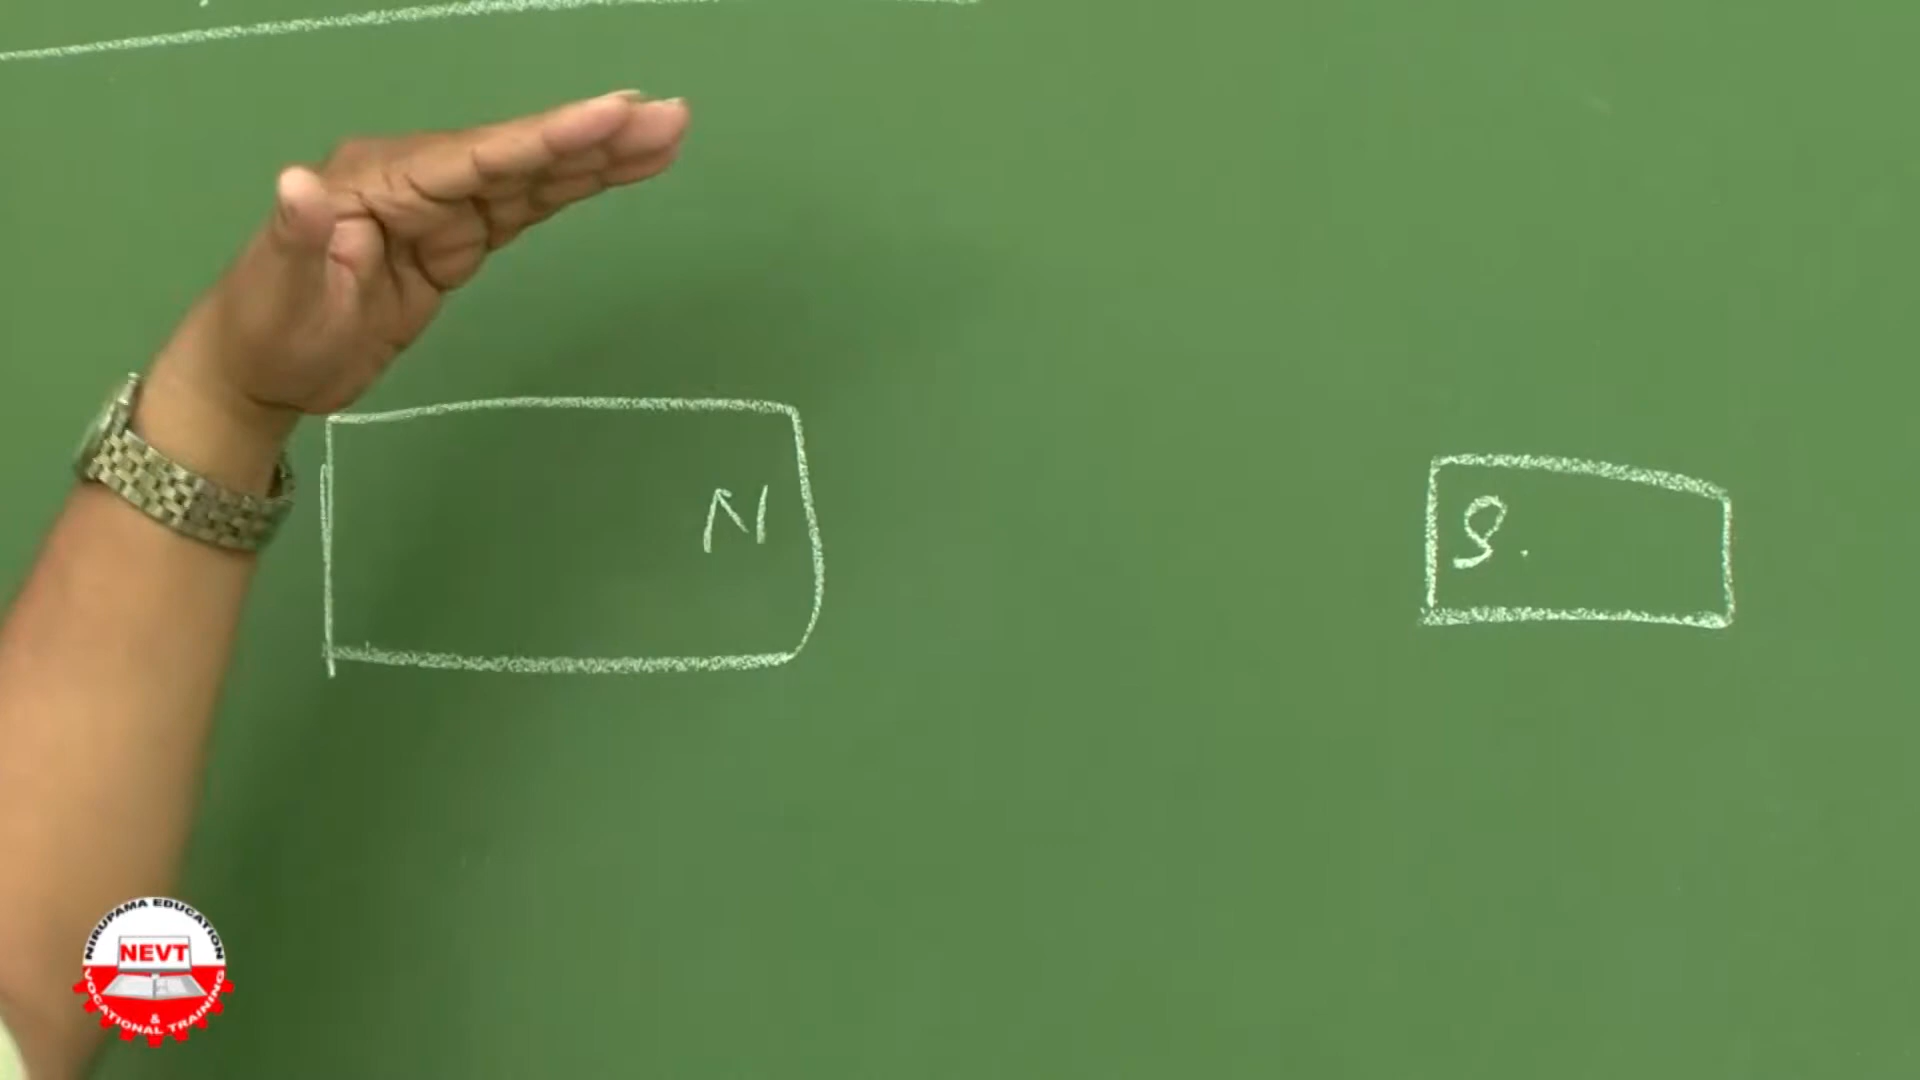 N
S.
NIRUPAMA EDUCATION
NEVT
&
VOCATIONAL TRAINING